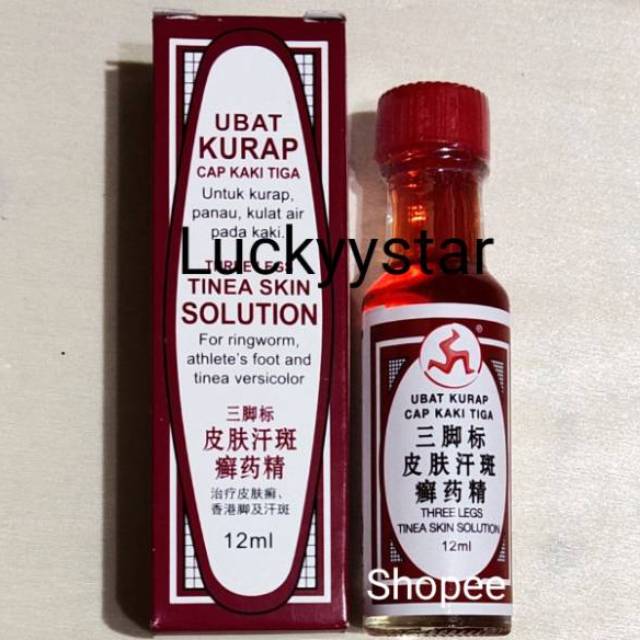 UBAT
KURAP
CAP KAKI TIGA
Untuk kurap,
panau, kulat air
pada kaki.
Luckyystar
THREE LEGS
TINEA SKIN
SOLUTION
For ringworm,
athlete's foot and
tinea versicolor
三脚标
皮肤汗斑
癣药精
治疗皮肤癣、
香港脚及汗斑
12ml
®
UBAT KURAP
CAP KAKI TIGA
三脚标
皮肤汗斑
癣药精
THREE LEGS
TINEA SKIN SOLUTION
12ml
Shopee